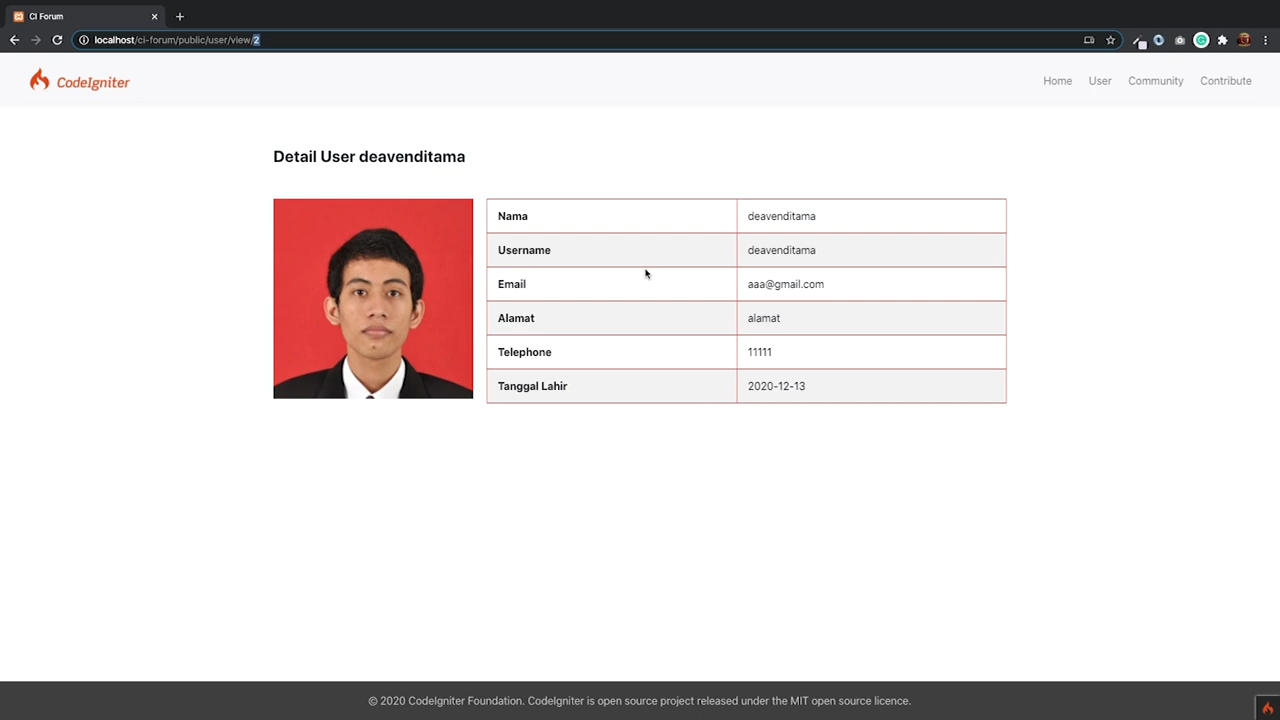 CI Forum
localhost/ci-forum/public/user/view/2
CodeIgniter
Home User Community Contribute
Detail User deavenditama
Nama deavenditama
Username deavenditama
Email aaa@gmail.com
Alamat alamat
Telephone 11111
Tanggal Lahir 2020-12-13
© 2020 CodeIgniter Foundation. CodeIgniter is open source project released under the MIT open source licence.